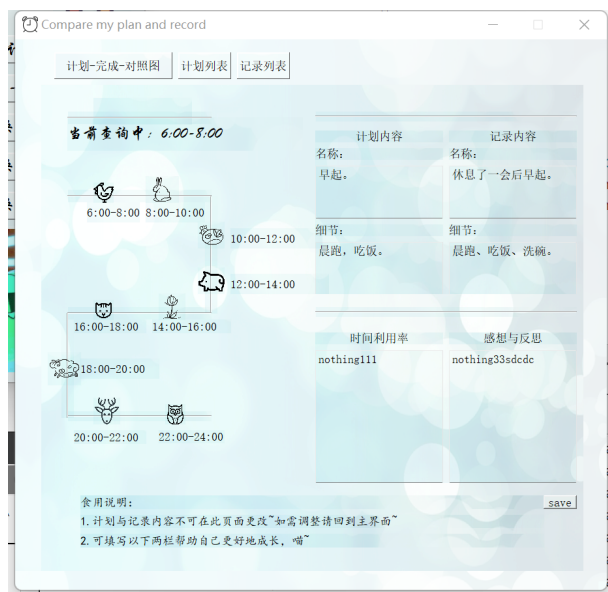 Compare my plan and record
计划-完成-对照图 计划列表 记录列表
当前查询中：6:00-8:00
6:00-8:00 8:00-10:00
10:00-12:00
12:00-14:00
16:00-18:00 14:00-16:00
18:00-20:00
20:00-22:00 22:00-24:00
计划内容 记录内容
名称： 名称：
早起。 休息了一会后早起。
细节： 细节：
晨跑，吃饭。 晨跑、吃饭、洗碗。
时间利用率 感想与反思
nothing111 nothing33sdcdc
食用说明：
1.计划与记录内容不可在此页面更改~如需调整请回到主界面~
2.可填写以下两栏帮助自己更好地成长，喵~
save